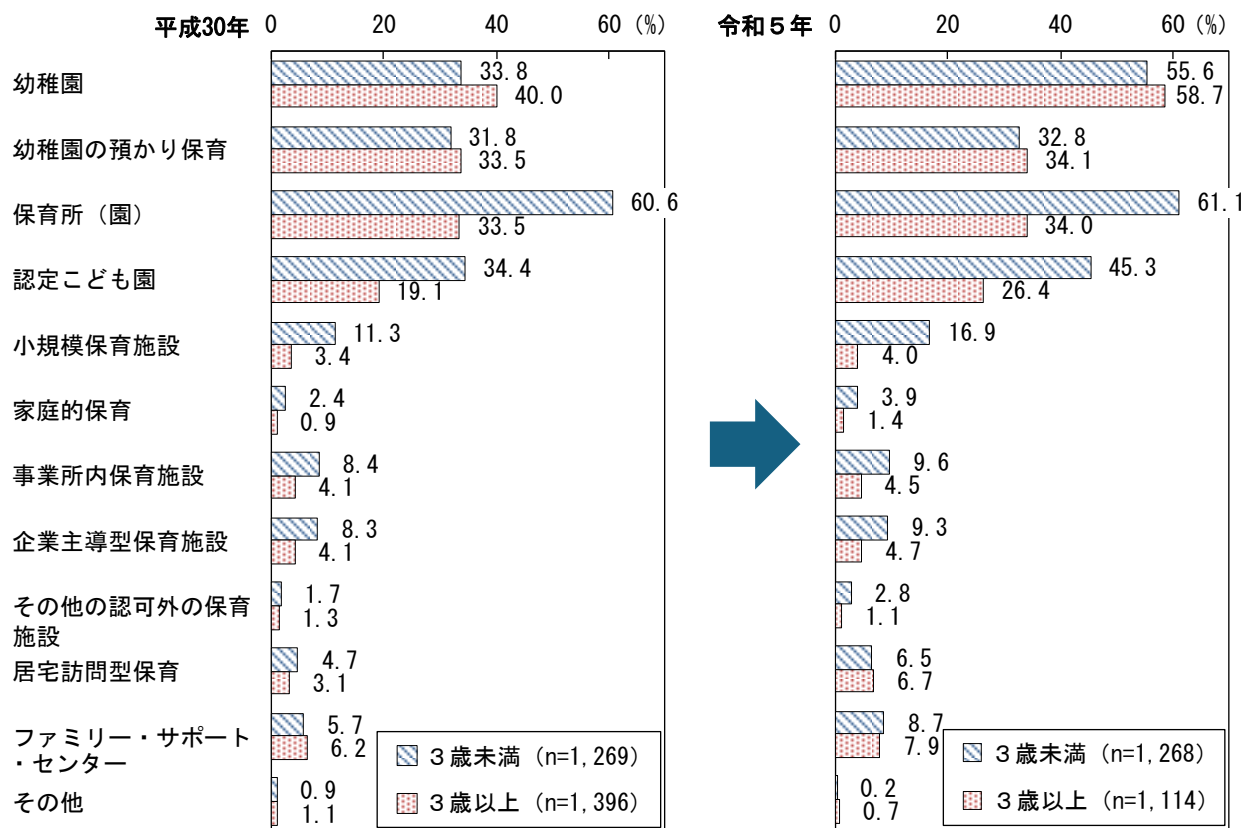 平成30年 0 20 40 60 (%)
令和５年 0 20 40 60 (%)
幼稚園 33.8 55.6
40.0 58.7
幼稚園の預かり保育 31.8 32.8
33.5 34.1
保育所（園） 60.6 61.1
33.5 34.0
認定こども園 34.4 45.3
19.1 26.4
小規模保育施設 11.3 16.9
3.4 4.0
家庭的保育 2.4 3.9
0.9 1.4
事業所内保育施設 8.4 9.6
4.1 4.5
企業主導型保育施設 8.3 9.3
4.1 4.7
その他の認可外の保育 1.7 2.8
施設 1.3 1.1
居宅訪問型保育 4.7 6.5
3.1 6.7
ファミリー・サポート 5.7 8.7
・センター 6.2 7.9
その他 0.9 0.2
1.1 0.7
３歳未満（n=1,269）
３歳以上（n=1,396）
３歳未満（n=1,268）
３歳以上（n=1,114）